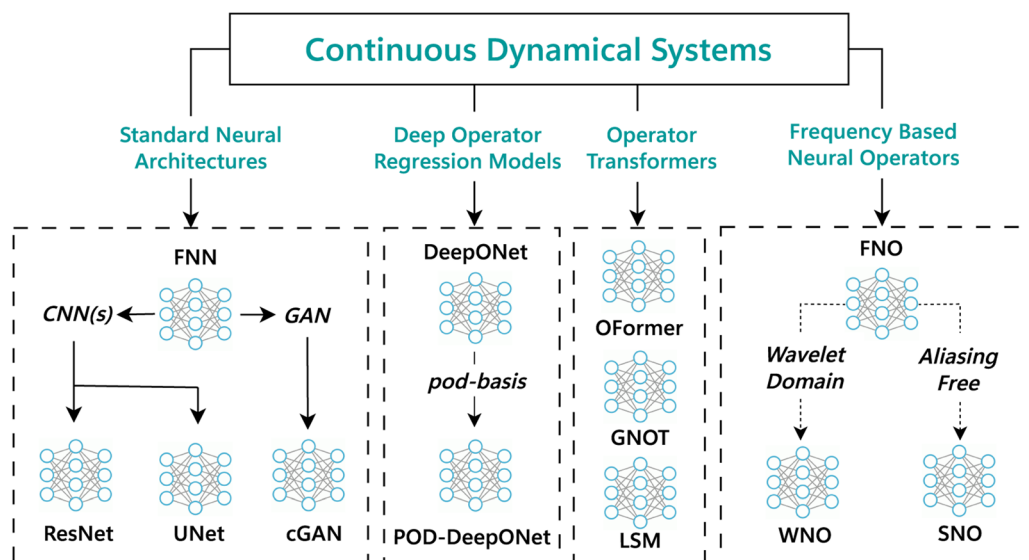 Continuous Dynamical Systems
Standard Neural
Architectures
Deep Operator
Regression Models
Operator
Transformers
Frequency Based
Neural Operators
FNN
CNN(s)
GAN
ResNet
UNet
cGAN
DeepONet
pod-basis
POD-DeepONet
OFormer
GNOT
LSM
FNO
Wavelet
Domain
Aliasing
Free
WNO
SNO